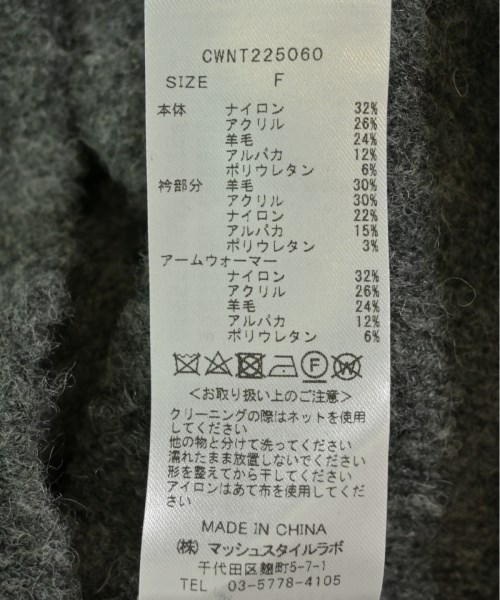 CWNT225060
SIZE F
本体 ナイロン 32%
アクリル 26%
羊毛 24%
アルパカ 12%
ポリウレタン 6%
衿部分 羊毛 30%
アクリル 30%
ナイロン 22%
アルパカ 15%
ポリウレタン 3%
アームウォーマー
ナイロン 32%
アクリル 26%
羊毛 24%
アルパカ 12%
ポリウレタン 6%
F W
＜お取り扱い上のご注意＞
クリーニングの際はネットを使用
してください
他の物と分けて洗ってください
濡れたまま放置しないでください
形を整えてから干してください
アイロンはあて布を使用してくだ
さい
MADE IN CHINA
㈱ マッシュスタイルラボ
千代田区麹町5-7-1
TEL 03-5778-4105